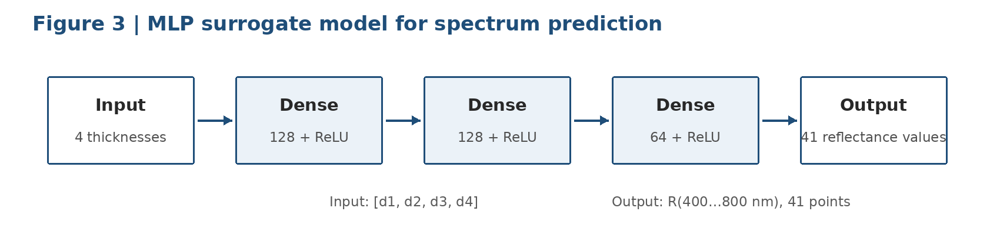 Figure 3 | MLP surrogate model for spectrum prediction
Input
4 thicknesses
Dense
128 + ReLU
Dense
128 + ReLU
Dense
64 + ReLU
Output
41 reflectance values
Input: [d1, d2, d3, d4]
Output: R(400...800 nm), 41 points